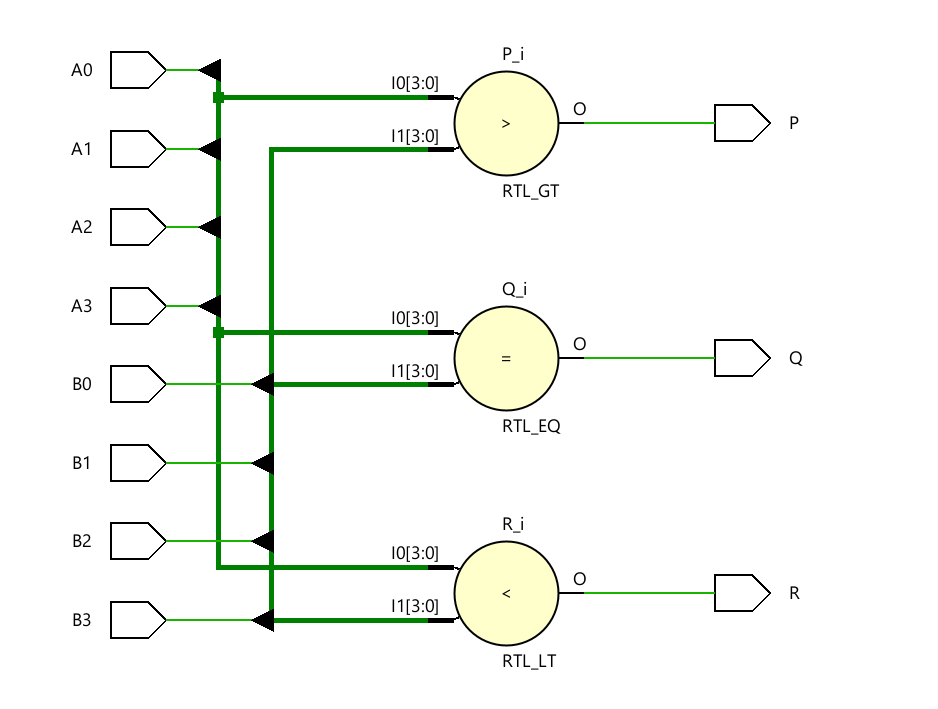 P_i
A0
I0[3:0]
O
P
>
I1[3:0]
A1
RTL_GT
A2
Q_i
A3
I0[3:0]
O
Q
=
I1[3:0]
B0
RTL_EQ
B1
R_i
B2
I0[3:0]
O
R
<
I1[3:0]
B3
RTL_LT